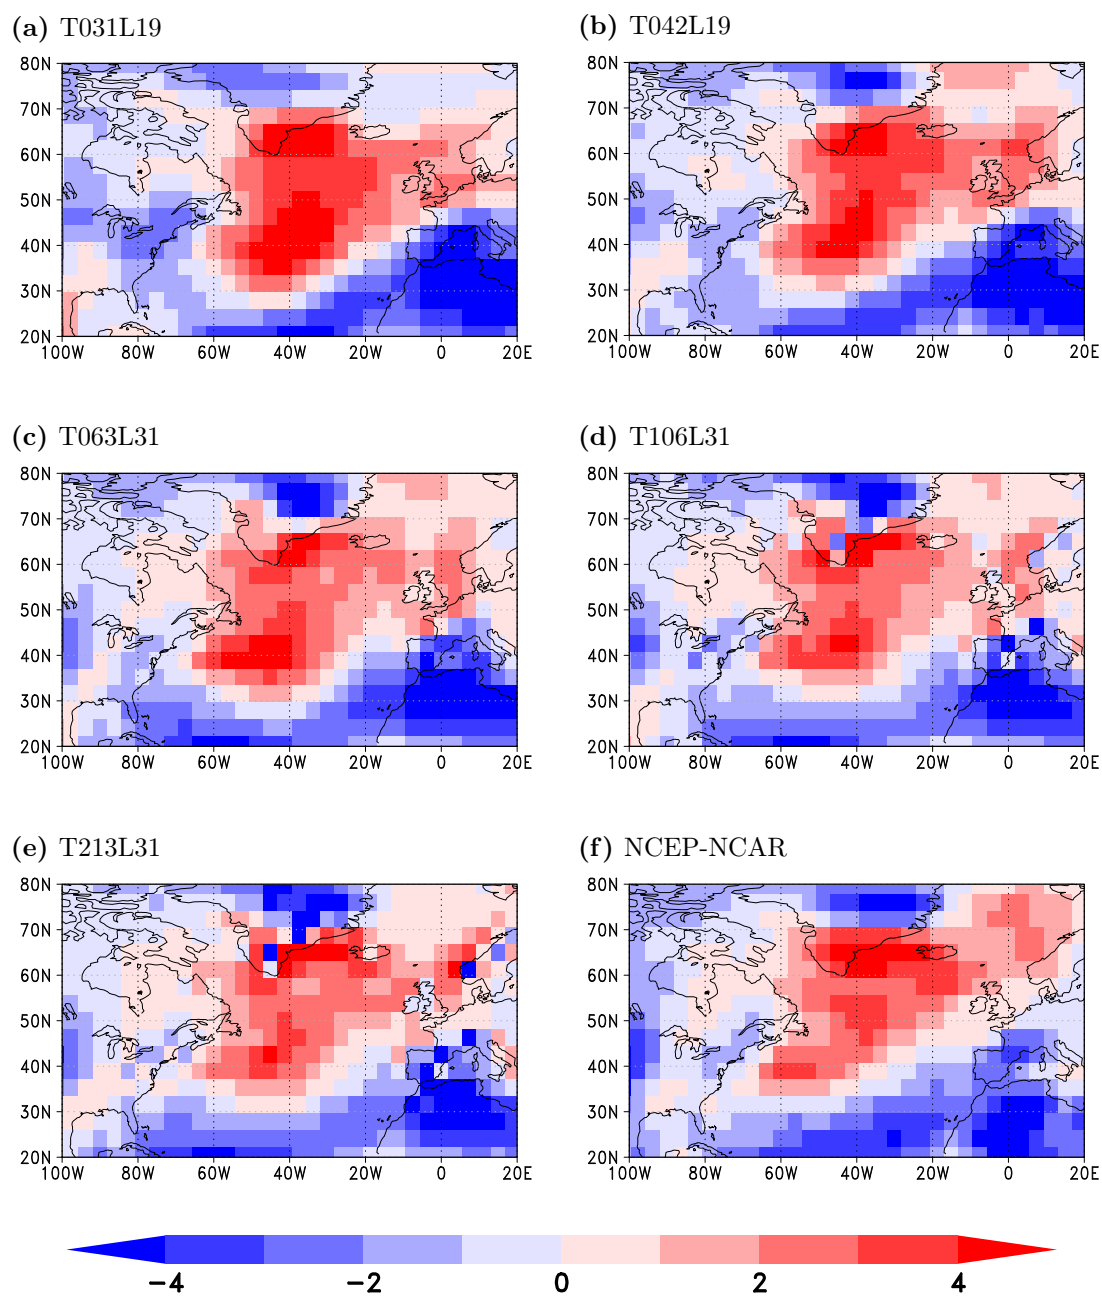 (a) T031L19 (b) T042L19
80N 80N
70N 70N
60N 60N
50N 50N
40N 40N
30N 30N
20N 20N
100W 80W 60W 40W 20W 0 20E 100W 80W 60W 40W 20W 0 20E
(c) T063L31 (d) T106L31
80N 80N
70N 70N
60N 60N
50N 50N
40N 40N
30N 30N
20N 20N
100W 80W 60W 40W 20W 0 20E 100W 80W 60W 40W 20W 0 20E
(e) T213L31 (f) NCEP-NCAR
80N 80N
70N 70N
60N 60N
50N 50N
40N 40N
30N 30N
20N 20N
100W 80W 60W 40W 20W 0 20E 100W 80W 60W 40W 20W 0 20E
−4 −2 0 2 4